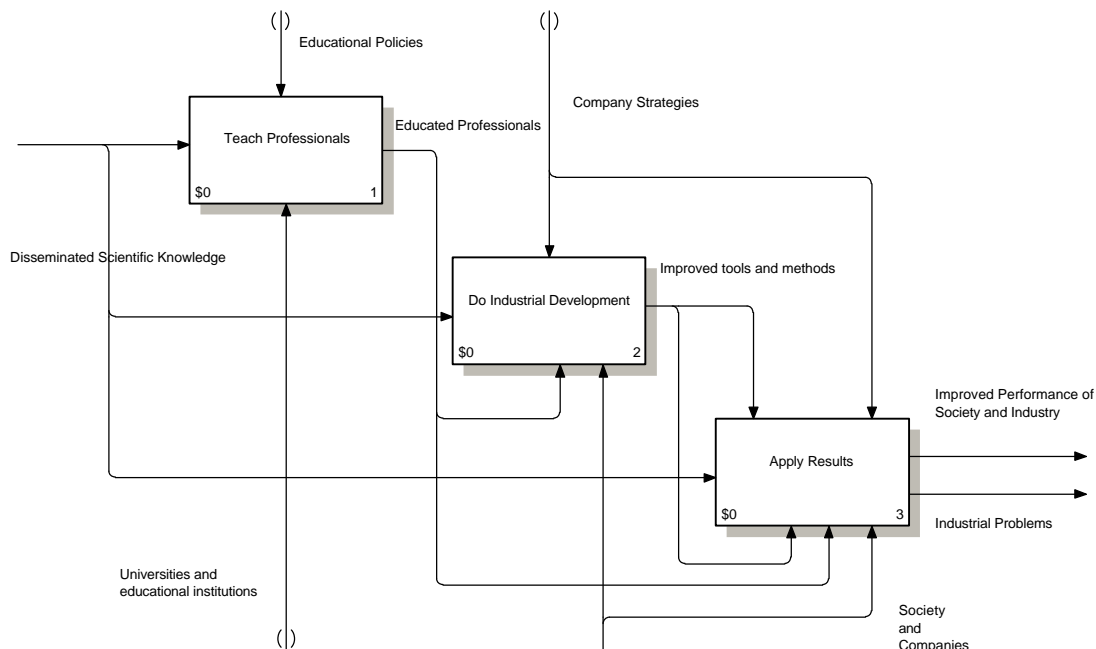 Educational Policies
Company Strategies
Teach Professionals
Educated Professionals
$0
1
Disseminated Scientific Knowledge
Improved tools and methods
Do Industrial Development
$0
2
Improved Performance of
Society and Industry
Apply Results
$0
3
Industrial Problems
Universities and
educational institutions
Society
and
Companies